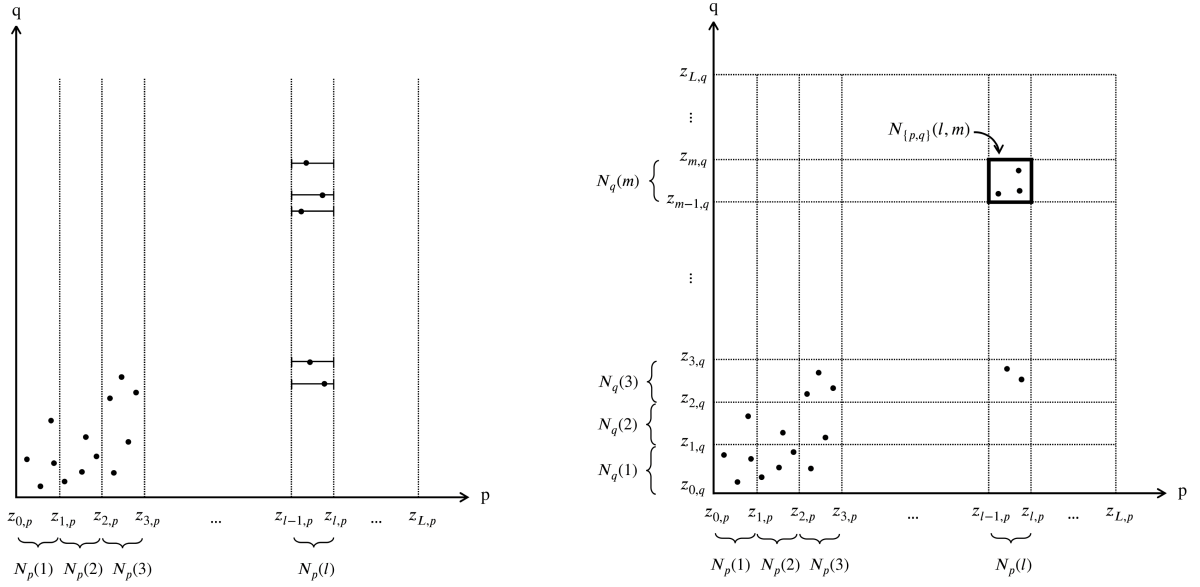 q
p
z_{0,p} z_{1,p} z_{2,p} z_{3,p} ... z_{l−1,p} z_{l,p} ... z_{L,p}
N_p(1) N_p(2) N_p(3) N_p(l)
q
z_{L,q}
⋮
N_{\{p,q\}}(l, m)
z_{m,q}
N_q(m)
z_{m−1,q}
⋮
z_{3,q}
N_q(3)
z_{2,q}
N_q(2)
z_{1,q}
N_q(1)
z_{0,q}
p
z_{0,p} z_{1,p} z_{2,p} z_{3,p} ... z_{l−1,p} z_{l,p} ... z_{L,p}
N_p(1) N_p(2) N_p(3) N_p(l)